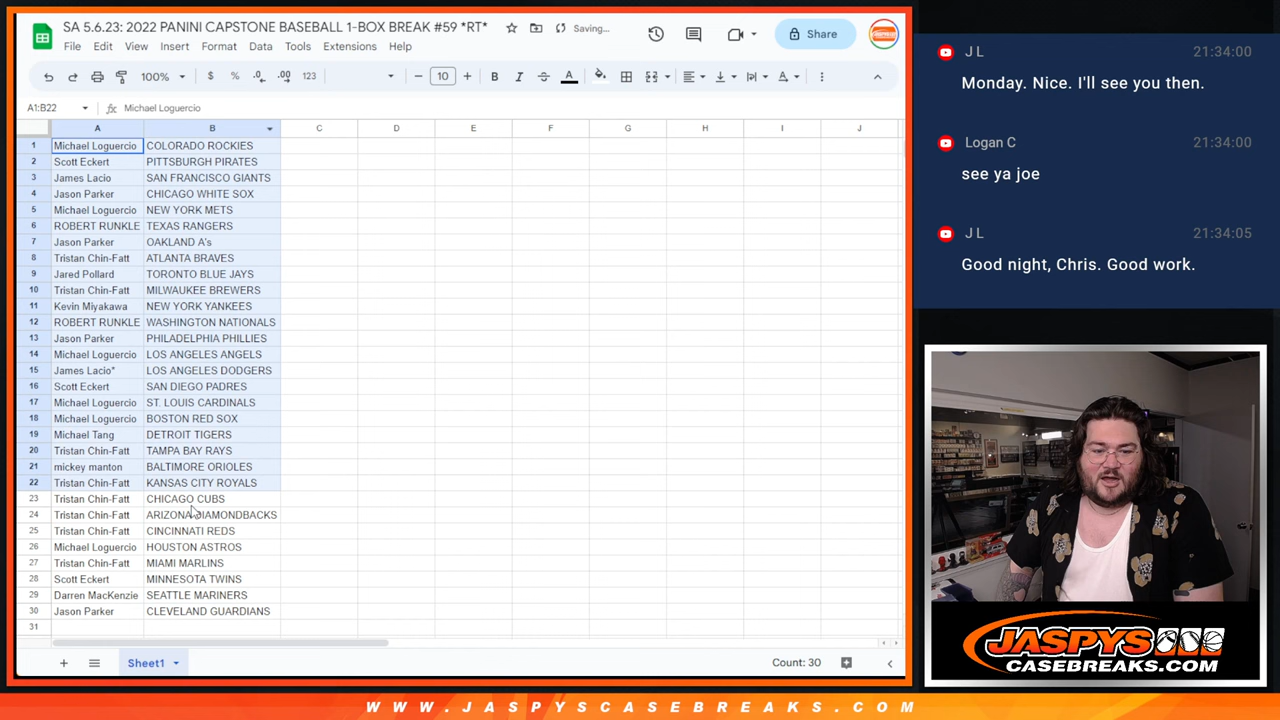 SA 5.6.23: 2022 PANINI CAPSTONE BASEBALL 1-BOX BREAK #59 *RT*
Saving...
File Edit View Insert Format Data Tools Extensions Help
Share
100% $ % .0 .00 123 10 B I S A
A1:B22 fx Michael Loguercio
A B C D E F G H I J
1 Michael Loguercio COLORADO ROCKIES
2 Scott Eckert PITTSBURGH PIRATES
3 James Lacio SAN FRANCISCO GIANTS
4 Jason Parker CHICAGO WHITE SOX
5 Michael Loguercio NEW YORK METS
6 ROBERT RUNKLE TEXAS RANGERS
7 Jason Parker OAKLAND A's
8 Tristan Chin-Fatt ATLANTA BRAVES
9 Jared Pollard TORONTO BLUE JAYS
10 Tristan Chin-Fatt MILWAUKEE BREWERS
11 Kevin Miyakawa NEW YORK YANKEES
12 ROBERT RUNKLE WASHINGTON NATIONALS
13 Jason Parker PHILADELPHIA PHILLIES
14 Michael Loguercio LOS ANGELES ANGELS
15 James Lacio* LOS ANGELES DODGERS
16 Scott Eckert SAN DIEGO PADRES
17 Michael Loguercio ST. LOUIS CARDINALS
18 Michael Loguercio BOSTON RED SOX
19 Michael Tang DETROIT TIGERS
20 Tristan Chin-Fatt TAMPA BAY RAYS
21 mickey manton BALTIMORE ORIOLES
22 Tristan Chin-Fatt KANSAS CITY ROYALS
23 Tristan Chin-Fatt CHICAGO CUBS
24 Tristan Chin-Fatt ARIZONA DIAMONDBACKS
25 Tristan Chin-Fatt CINCINNATI REDS
26 Michael Loguercio HOUSTON ASTROS
27 Tristan Chin-Fatt MIAMI MARLINS
28 Scott Eckert MINNESOTA TWINS
29 Darren MacKenzie SEATTLE MARINERS
30 Jason Parker CLEVELAND GUARDIANS
31
Sheet1
Count: 30
J L 21:34:00
Monday. Nice. I'll see you then.
Logan C 21:34:00
see ya joe
J L 21:34:05
Good night, Chris. Good work.
JASPYS
CASEBREAKS.COM
WWW.JASPYSCASEBREAKS.COM